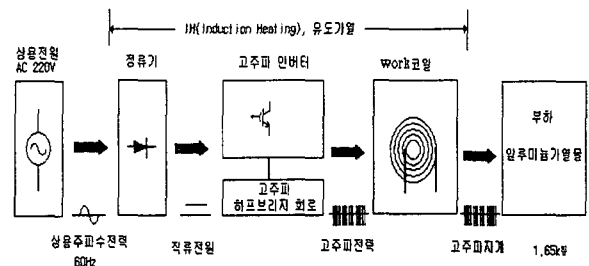 IH(Induction Heating), 유도가열
상용전원
AC 220V
정류기
고주파 인버터
Work코일
부하
알루미늄가열물
고주파
하프브리지 회로
상용주파수전력
60Hz
직류전원
고주파전력
고주파자계
1,65k